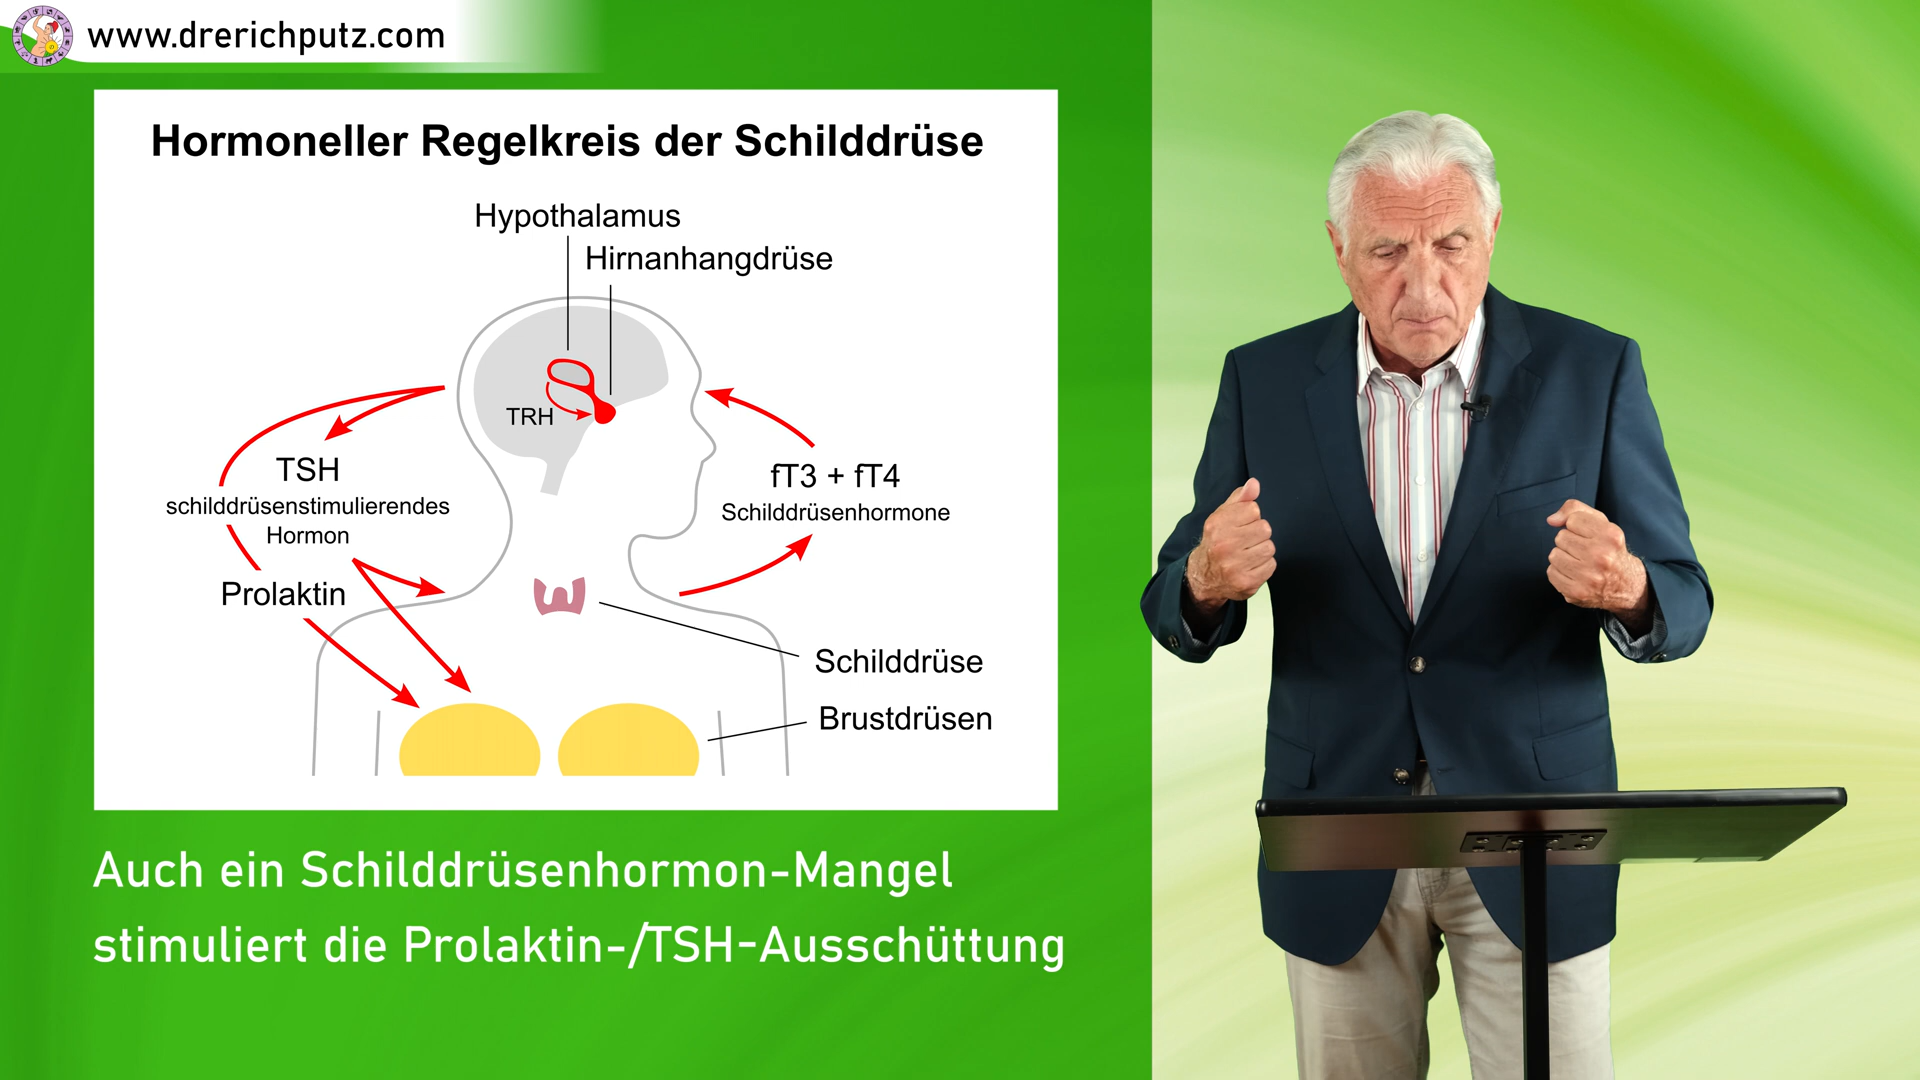 www.drerichputz.com
Hormoneller Regelkreis der Schilddrüse
Hypothalamus
Hirnanhangdrüse
TRH
TSH
schilddrüsenstimulierendes
Hormon
Prolaktin
fT3 + fT4
Schilddrüsenhormone
Schilddrüse
Brustdrüsen
Auch ein Schilddrüsenhormon-Mangel
stimuliert die Prolaktin-/TSH-Ausschüttung